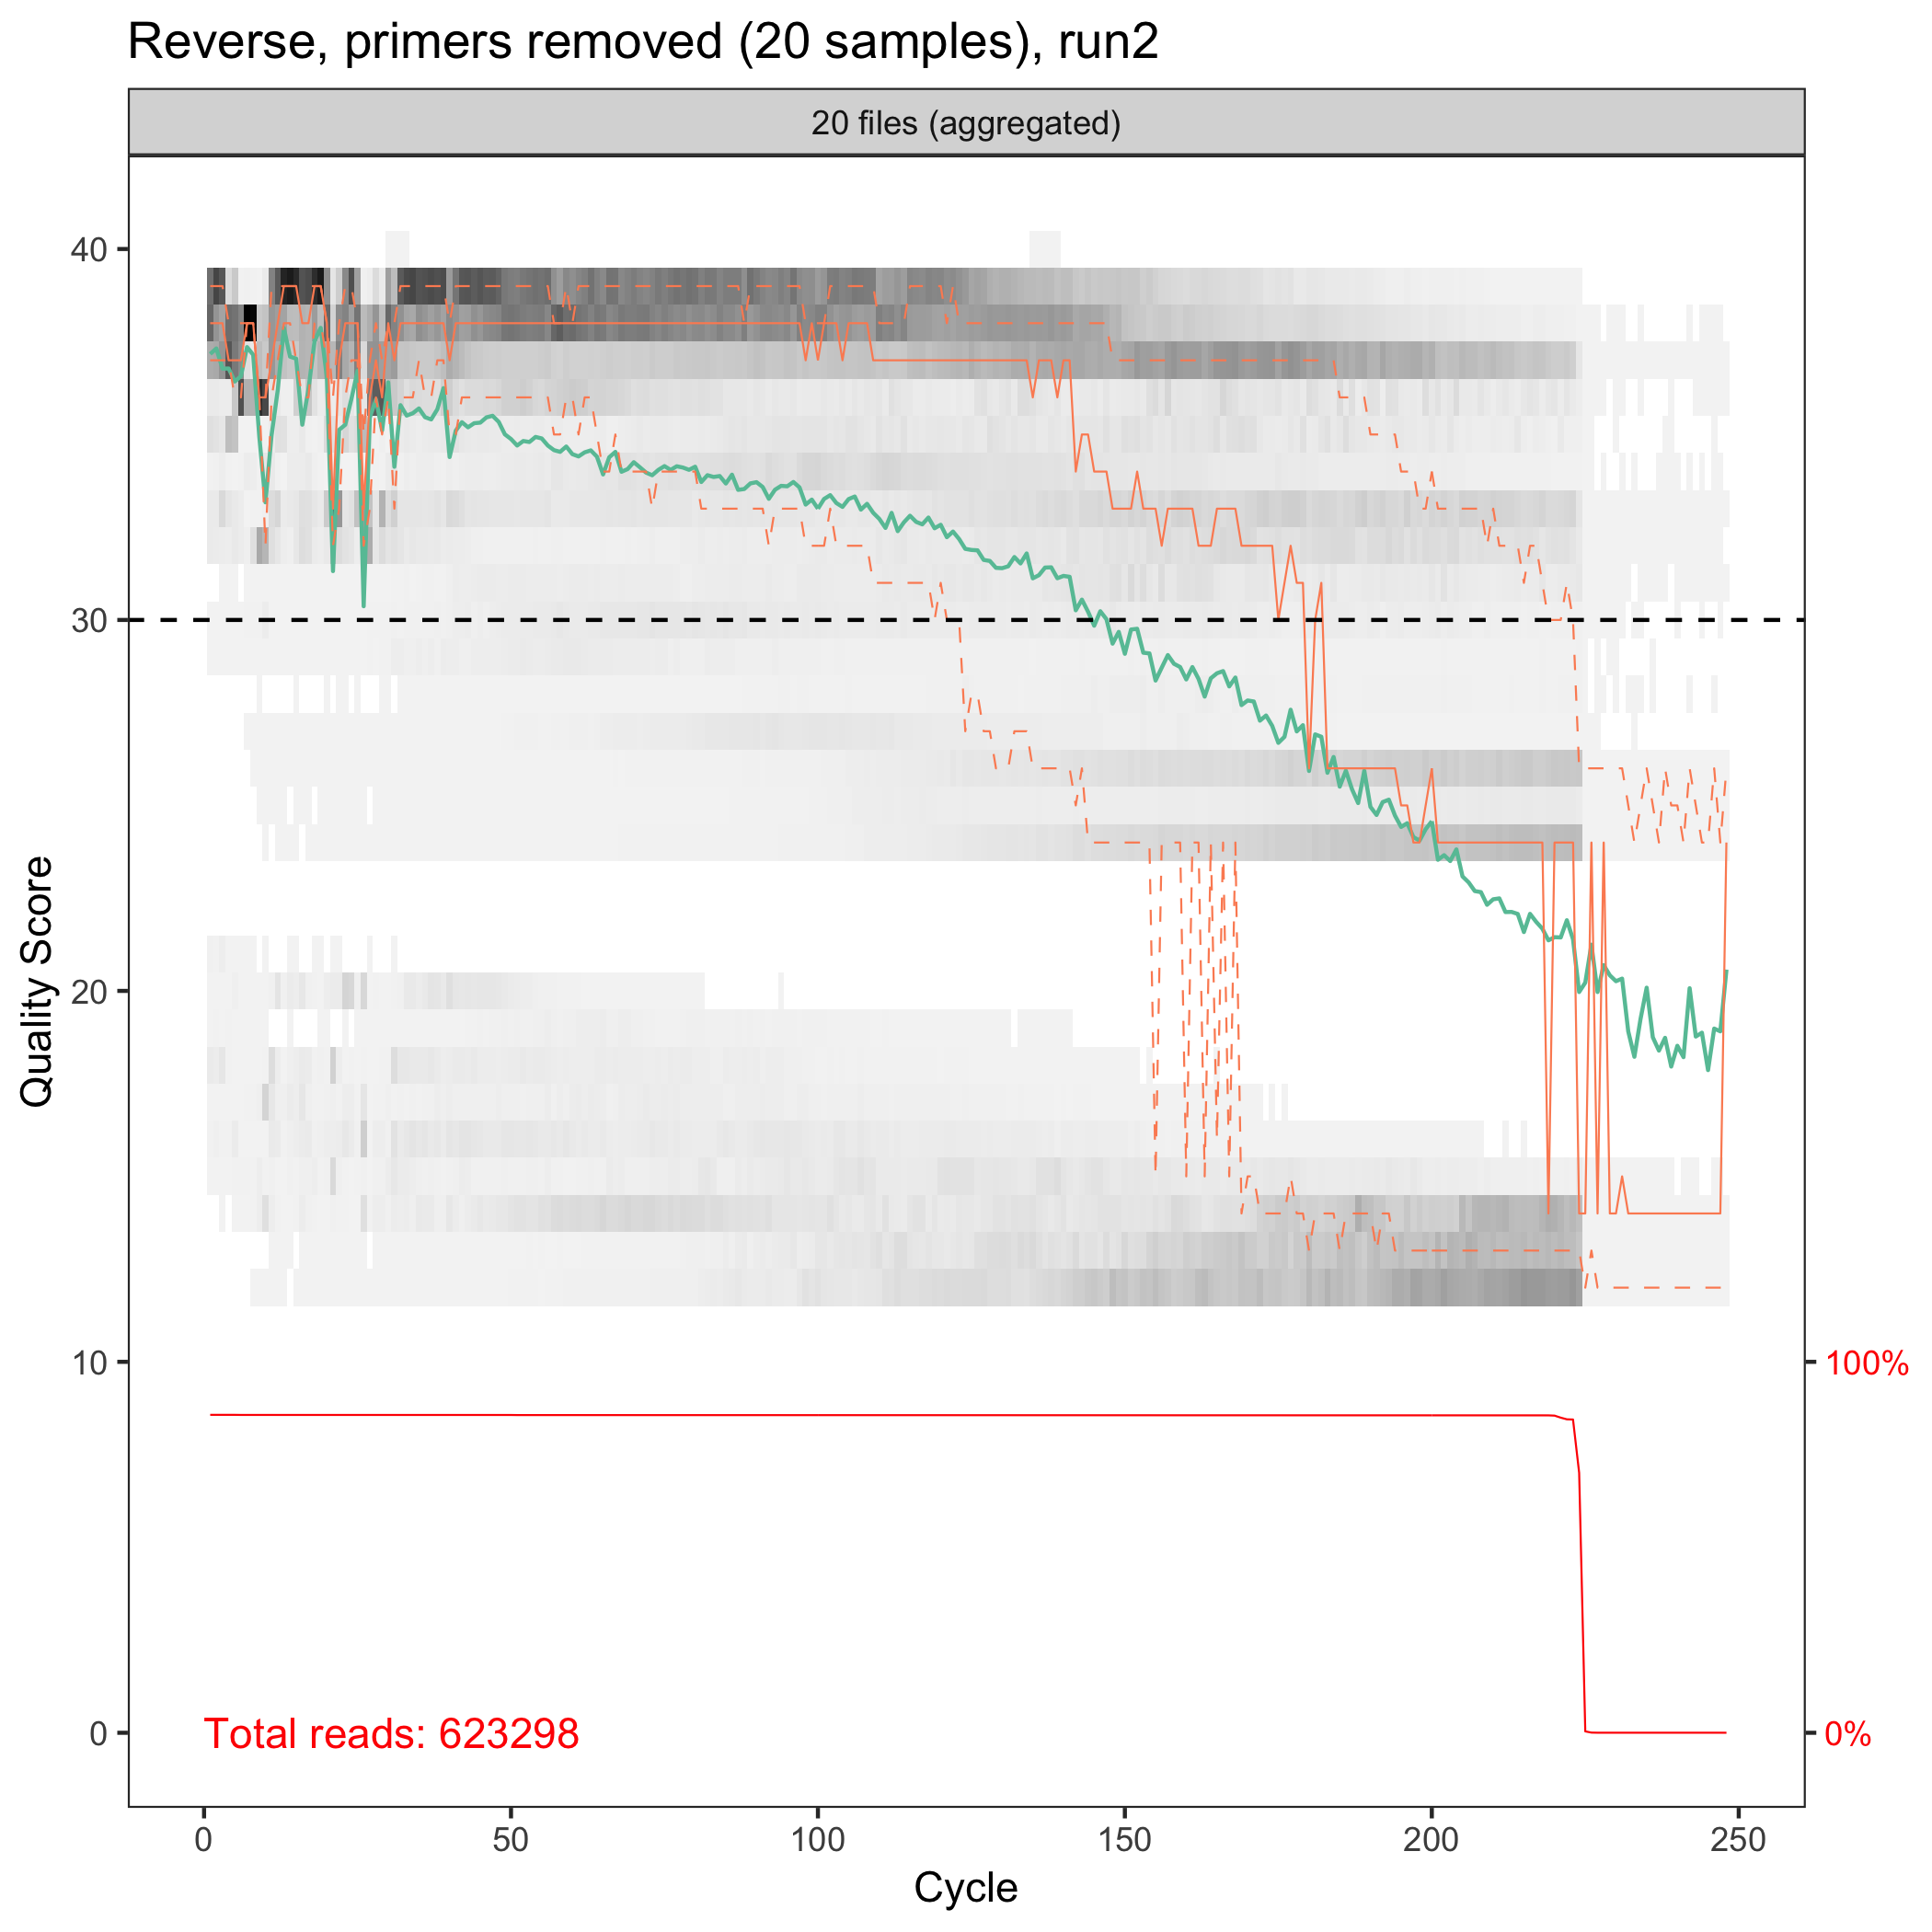 Reverse, primers removed (20 samples), run2
20 files (aggregated)
Quality Score
40
30
20
10
0
100%
0%
Total reads: 623298
0 50 100 150 200 250
Cycle